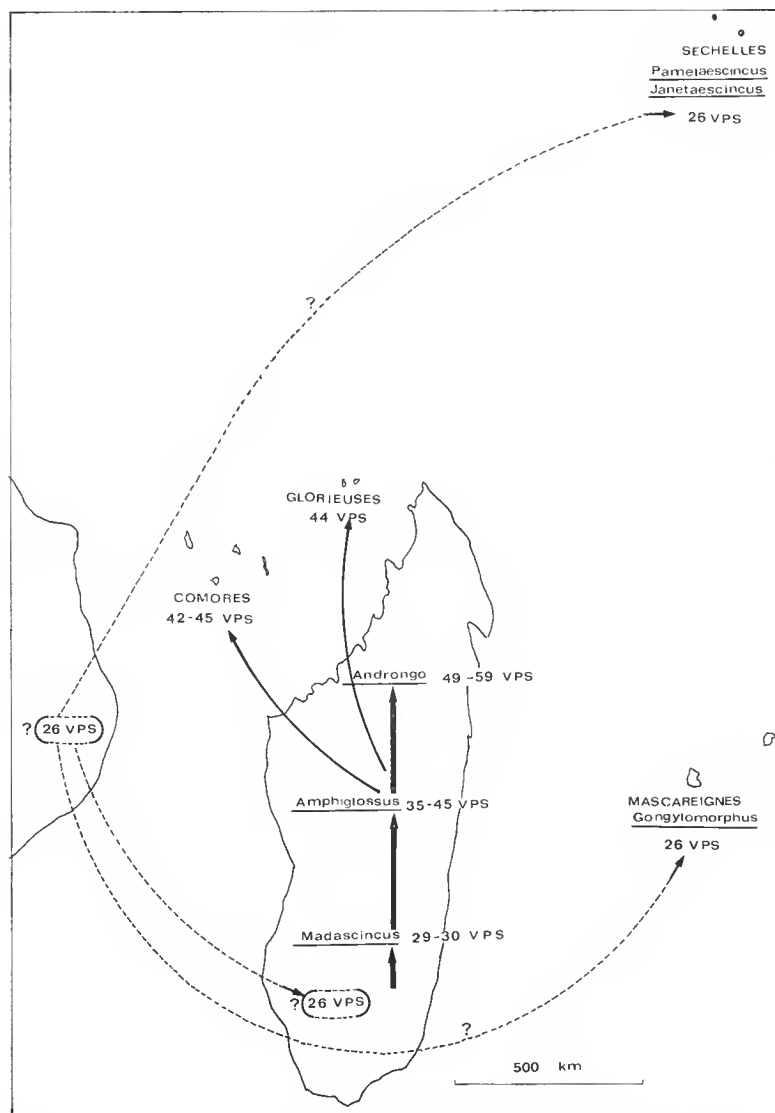 SECHELLES
Pamelaescincus
Janetaescincus
26 VPS
?
GLORIEUSES
44 VPS
COMORES
42-45 VPS
Androngo 49-59 VPS
? 26 VPS
Amphiglossus 35-45 VPS
MASCAREIGNES
Gongylomorphus
26 VPS
Madascincus 29-30 VPS
? 26 VPS
?
500 km